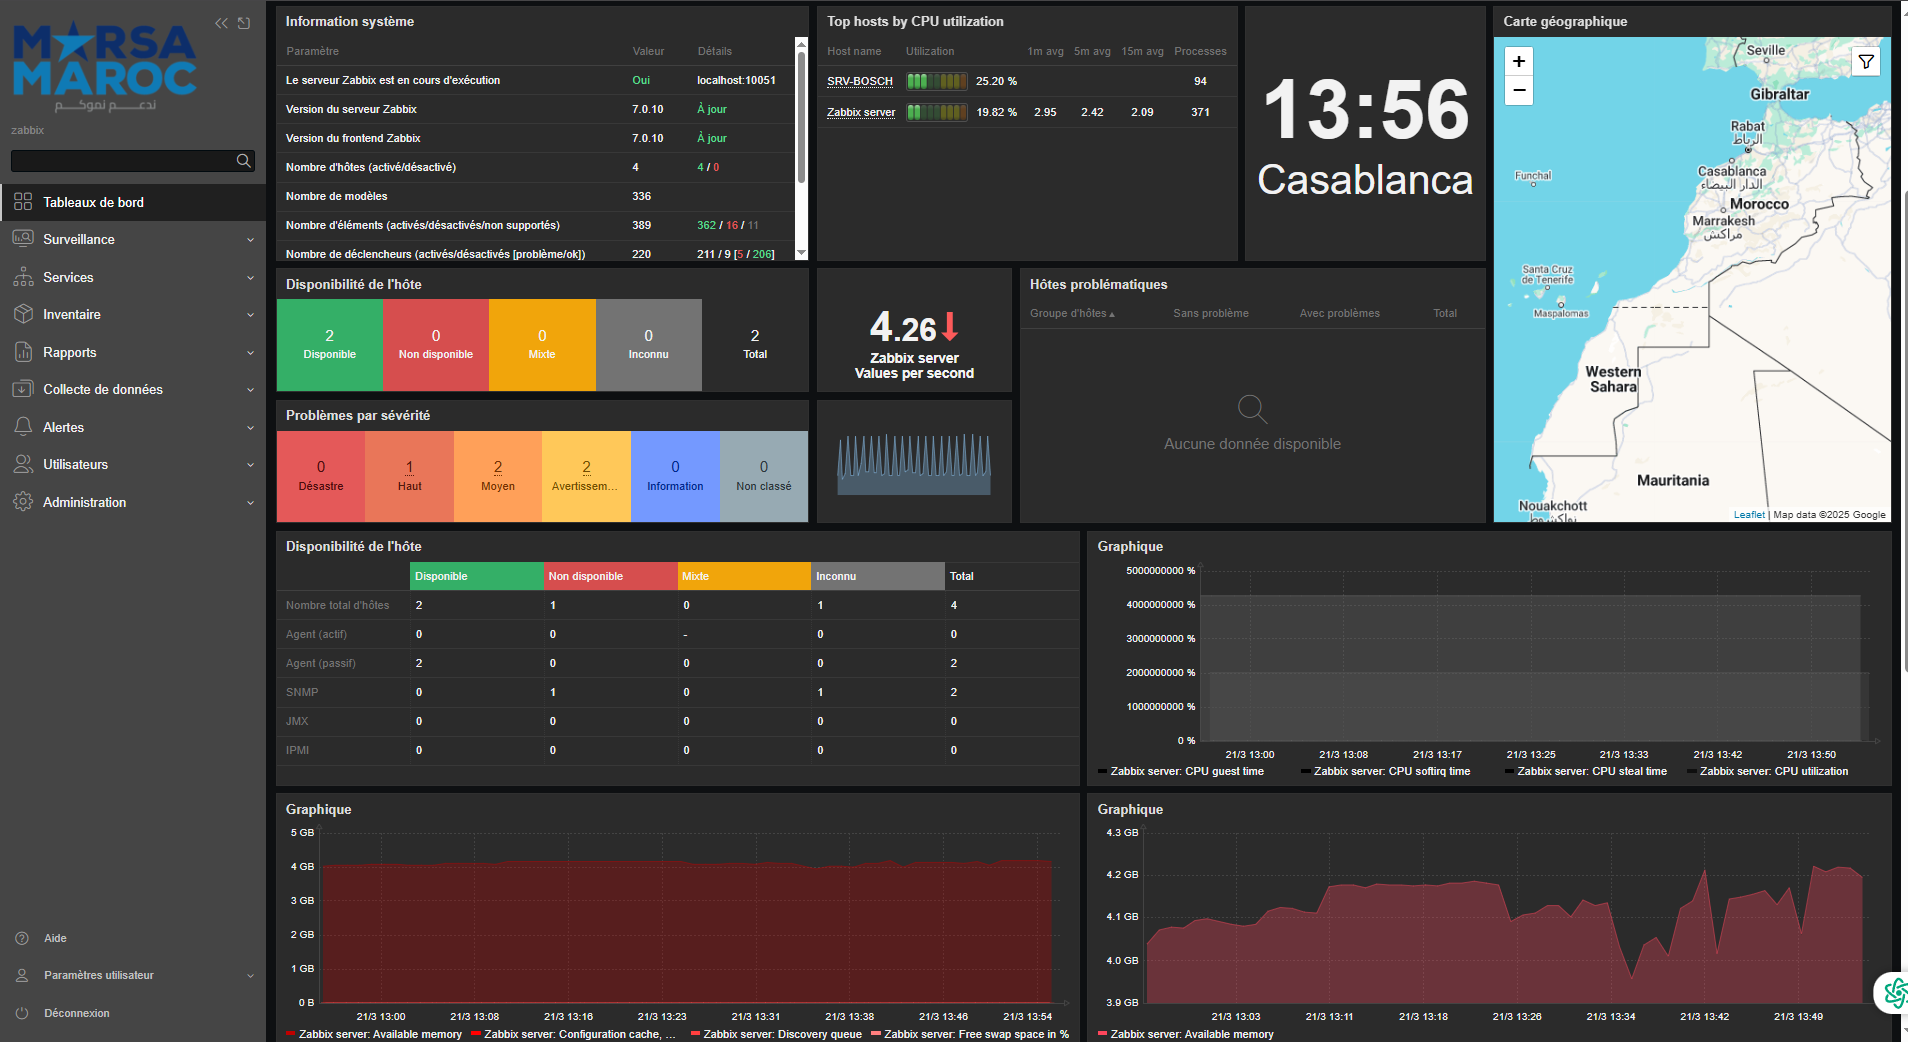 MARSA
MAROC
ندعــم نموكــم
zabbix
Tableaux de bord
Surveillance
Services
Inventaire
Rapports
Collecte de données
Alertes
Utilisateurs
Administration
Aide
Paramètres utilisateur
Déconnexion
Information système
Paramètre Valeur Détails
Le serveur Zabbix est en cours d'exécution Oui localhost:10051
Version du serveur Zabbix 7.0.10 À jour
Version du frontend Zabbix 7.0.10 À jour
Nombre d'hôtes (activé/désactivé) 4 4 / 0
Nombre de modèles 336
Nombre d'éléments (activés/désactivés/non supportés) 389 362 / 16 / 11
Nombre de déclencheurs (activés/désactivés [problème/ok]) 220 211 / 9 [5 / 206]
Top hosts by CPU utilization
Host name Utilization 1m avg 5m avg 15m avg Processes
SRV-BOSCH 25.20 % 94
Zabbix server 19.82 % 2.95 2.42 2.09 371
13:56
Casablanca
Carte géographique
+
−
Seville
Gibraltar
Rabat
الرباط
Funchal
Casablanca
الدار البيضاء
Morocco
Marrakesh
مراكش
Santa Cruz
de Tenerife
Maspalomas
Western
Sahara
Mauritania
Nouakchott
نواكشوط
Leaflet | Map data ©2025 Google
Disponibilité de l'hôte
2 0 0 0 2
Disponible Non disponible Mixte Inconnu Total
4.26
Zabbix server
Values per second
Hôtes problématiques
Groupe d'hôtes Sans problème Avec problèmes Total
Aucune donnée disponible
Problèmes par sévérité
0 1 2 2 0 0
Désastre Haut Moyen Avertissem... Information Non classé
Disponibilité de l'hôte
Disponible Non disponible Mixte Inconnu Total
Nombre total d'hôtes 2 1 0 1 4
Agent (actif) 0 0 - 0 0
Agent (passif) 2 0 0 0 2
SNMP 0 1 0 1 2
JMX 0 0 0 0 0
IPMI 0 0 0 0 0
Graphique
5000000000 %
4000000000 %
3000000000 %
2000000000 %
1000000000 %
0 %
21/3 13:00 21/3 13:08 21/3 13:17 21/3 13:25 21/3 13:33 21/3 13:42 21/3 13:50
Zabbix server: CPU guest time Zabbix server: CPU softirq time Zabbix server: CPU steal time Zabbix server: CPU utilization
Graphique
5 GB
4 GB
3 GB
2 GB
1 GB
0 B
21/3 13:00 21/3 13:08 21/3 13:16 21/3 13:23 21/3 13:31 21/3 13:38 21/3 13:46 21/3 13:54
Zabbix server: Available memory Zabbix server: Configuration cache, ... Zabbix server: Discovery queue Zabbix server: Free swap space in %
Graphique
4.3 GB
4.2 GB
4.1 GB
4.0 GB
3.9 GB
21/3 13:03 21/3 13:11 21/3 13:18 21/3 13:26 21/3 13:34 21/3 13:42 21/3 13:49
Zabbix server: Available memory